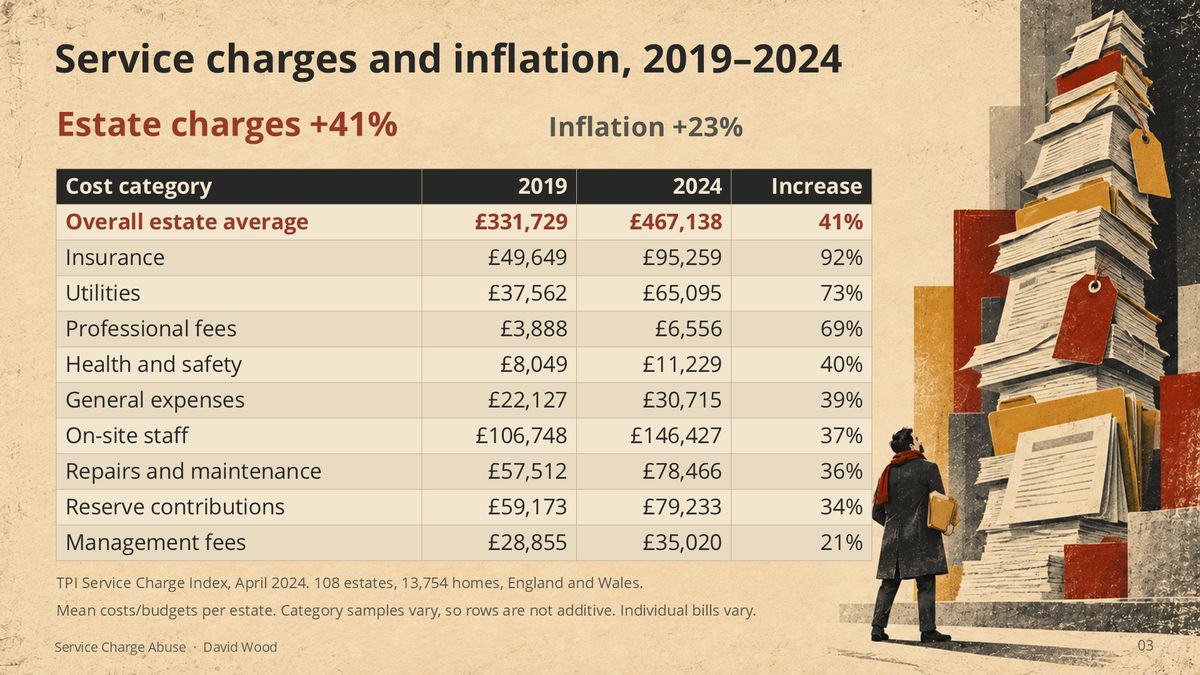 Service charges and inflation, 2019–2024
Estate charges +41% Inflation +23%
Cost category 2019 2024 Increase
Overall estate average £331,729 £467,138 41%
Insurance £49,649 £95,259 92%
Utilities £37,562 £65,095 73%
Professional fees £3,888 £6,556 69%
Health and safety £8,049 £11,229 40%
General expenses £22,127 £30,715 39%
On-site staff £106,748 £146,427 37%
Repairs and maintenance £57,512 £78,466 36%
Reserve contributions £59,173 £79,233 34%
Management fees £28,855 £35,020 21%
TPI Service Charge Index, April 2024. 108 estates, 13,754 homes, England and Wales.
Mean costs/budgets per estate. Category samples vary, so rows are not additive. Individual bills vary.
Service Charge Abuse · David Wood 03